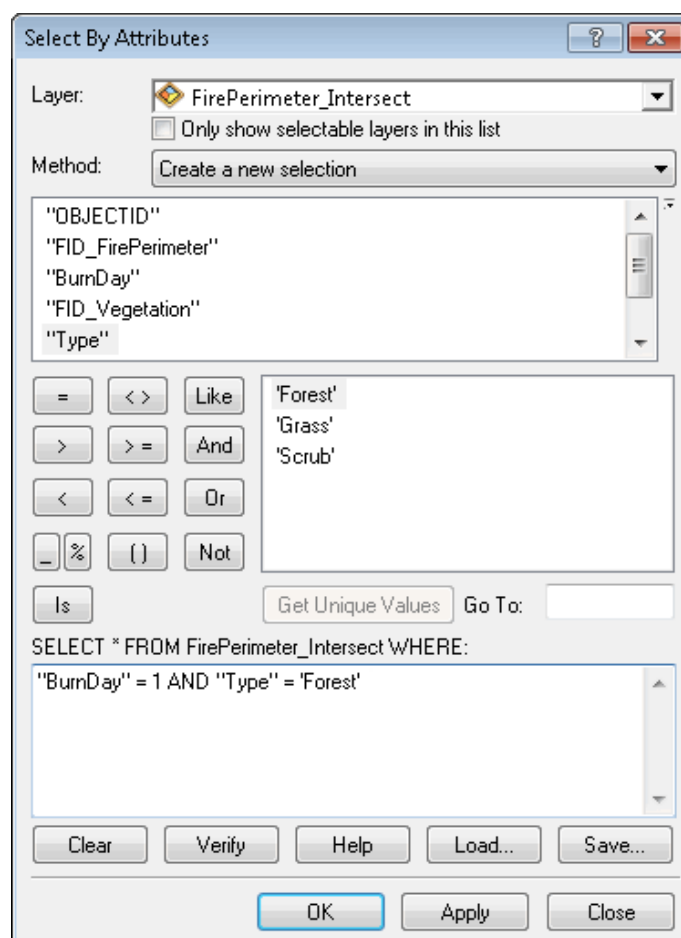 Select By Attributes
?
Layer: FirePerimeter_Intersect
Only show selectable layers in this list
Method: Create a new selection
"OBJECTID"
"FID_FirePerimeter"
"BurnDay"
"FID_Vegetation"
"Type"
= < > Like 'Forest'
'Grass'
> > = And 'Scrub'
< < = Or
_ % ( ) Not
Is Get Unique Values Go To:
SELECT * FROM FirePerimeter_Intersect WHERE:
"BurnDay" = 1 AND "Type" = 'Forest'
Clear Verify Help Load... Save...
OK Apply Close